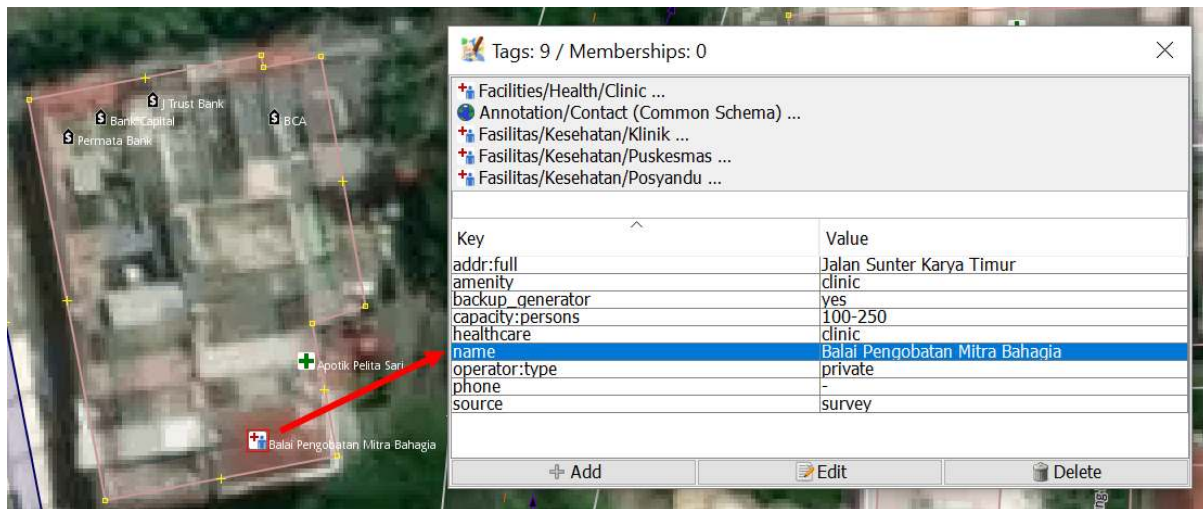 J Trust Bank
Bank Capital
BCA
Permata Bank
Apotik Pelita Sari
Balai Pengobatan Mitra Bahagia
Tags: 9 / Memberships: 0
Facilities/Health/Clinic ...
Annotation/Contact (Common Schema) ...
Fasilitas/Kesehatan/Klinik ...
Fasilitas/Kesehatan/Puskesmas ...
Fasilitas/Kesehatan/Posyandu ...
Key Value
addr:full Jalan Sunter Karya Timur
amenity clinic
backup_generator yes
capacity:persons 100-250
healthcare clinic
name Balai Pengobatan Mitra Bahagia
operator:type private
phone -
source survey
Add Edit Delete